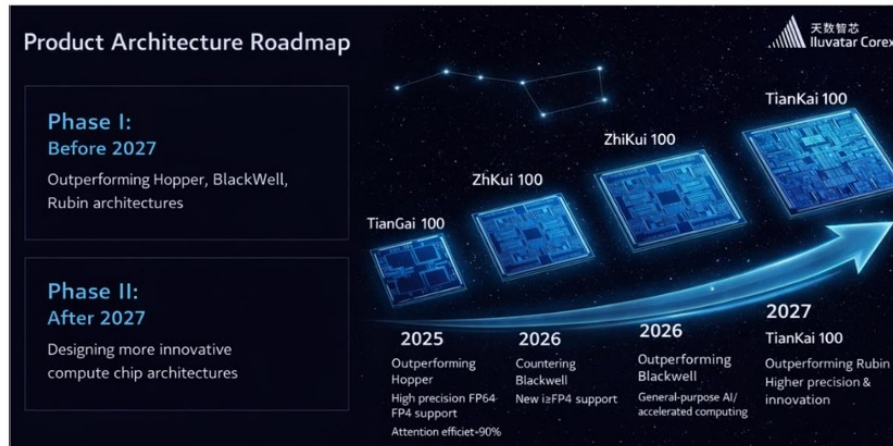 Product Architecture Roadmap
天数智芯
Iluvatar Corex
Phase I:
Before 2027
Outperforming Hopper, BlackWell,
Rubin architectures
Phase II:
After 2027
Designing more innovative
compute chip architectures
TianGai 100
ZhKui 100
ZhiKui 100
TianKai 100
2025
Outperforming
Hopper
High precision FP64-
FP4 support
Attention efficiet>90%
2026
Countering
Blackwell
New i≥FP4 support
2026
Outperforming
Blackwell
General-purpose AI/
accelerated computing
2027
TianKai 100
Outperforming Rubin
Higher precision &
innovation